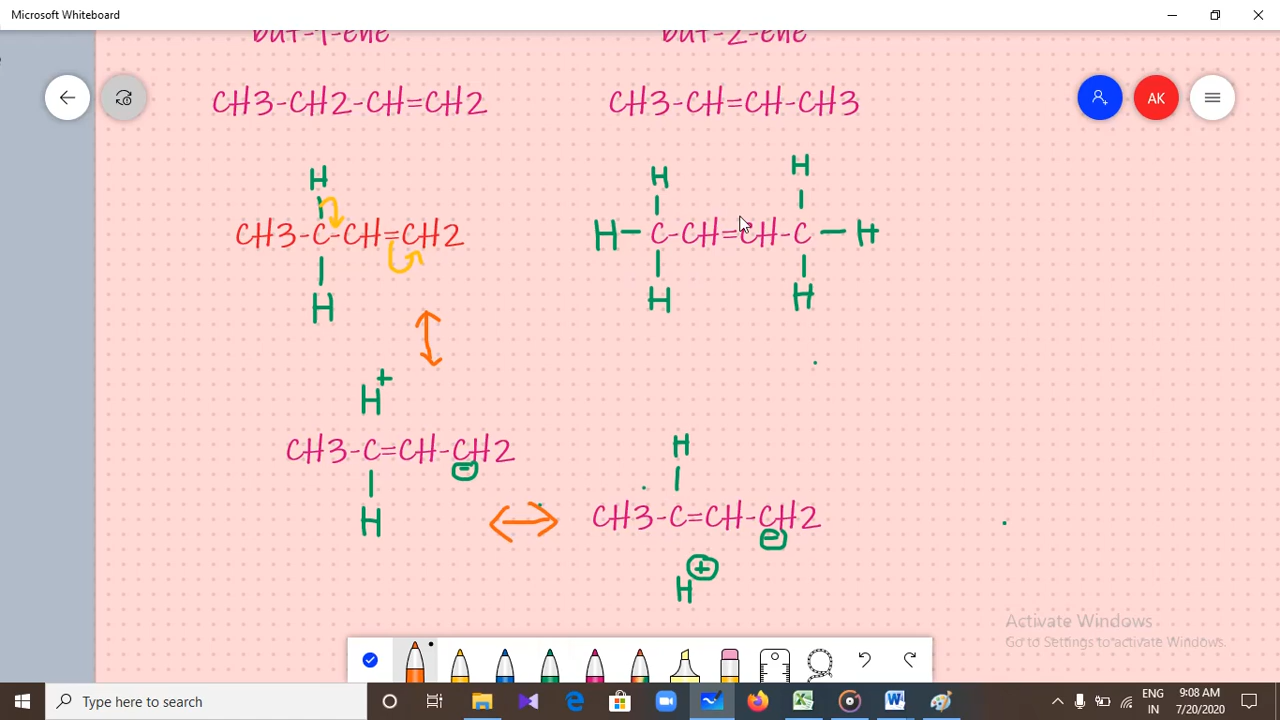 Microsoft Whiteboard
but-1-ene
but-2-ene
CH3-CH2-CH=CH2
CH3-CH=CH-CH3
AK
H
H
H
CH3-C-CH=CH2
H-C-CH=CH-C-H
H
H
H
H+
CH3-C=CH-CH2
-
H
H
CH3-C=CH-CH2
-
+
H
Activate Windows
Go to Settings to activate Windows.
Type here to search
ENG
IN
9:08 AM
7/20/2020